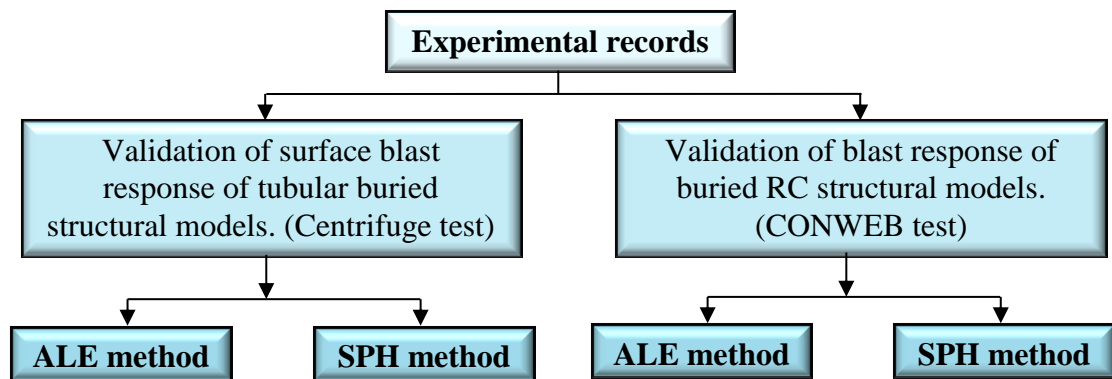 Experimental records
Validation of surface blast
response of tubular buried
structural models. (Centrifuge test)
Validation of blast response of
buried RC structural models.
(CONWEB test)
ALE method
SPH method
ALE method
SPH method